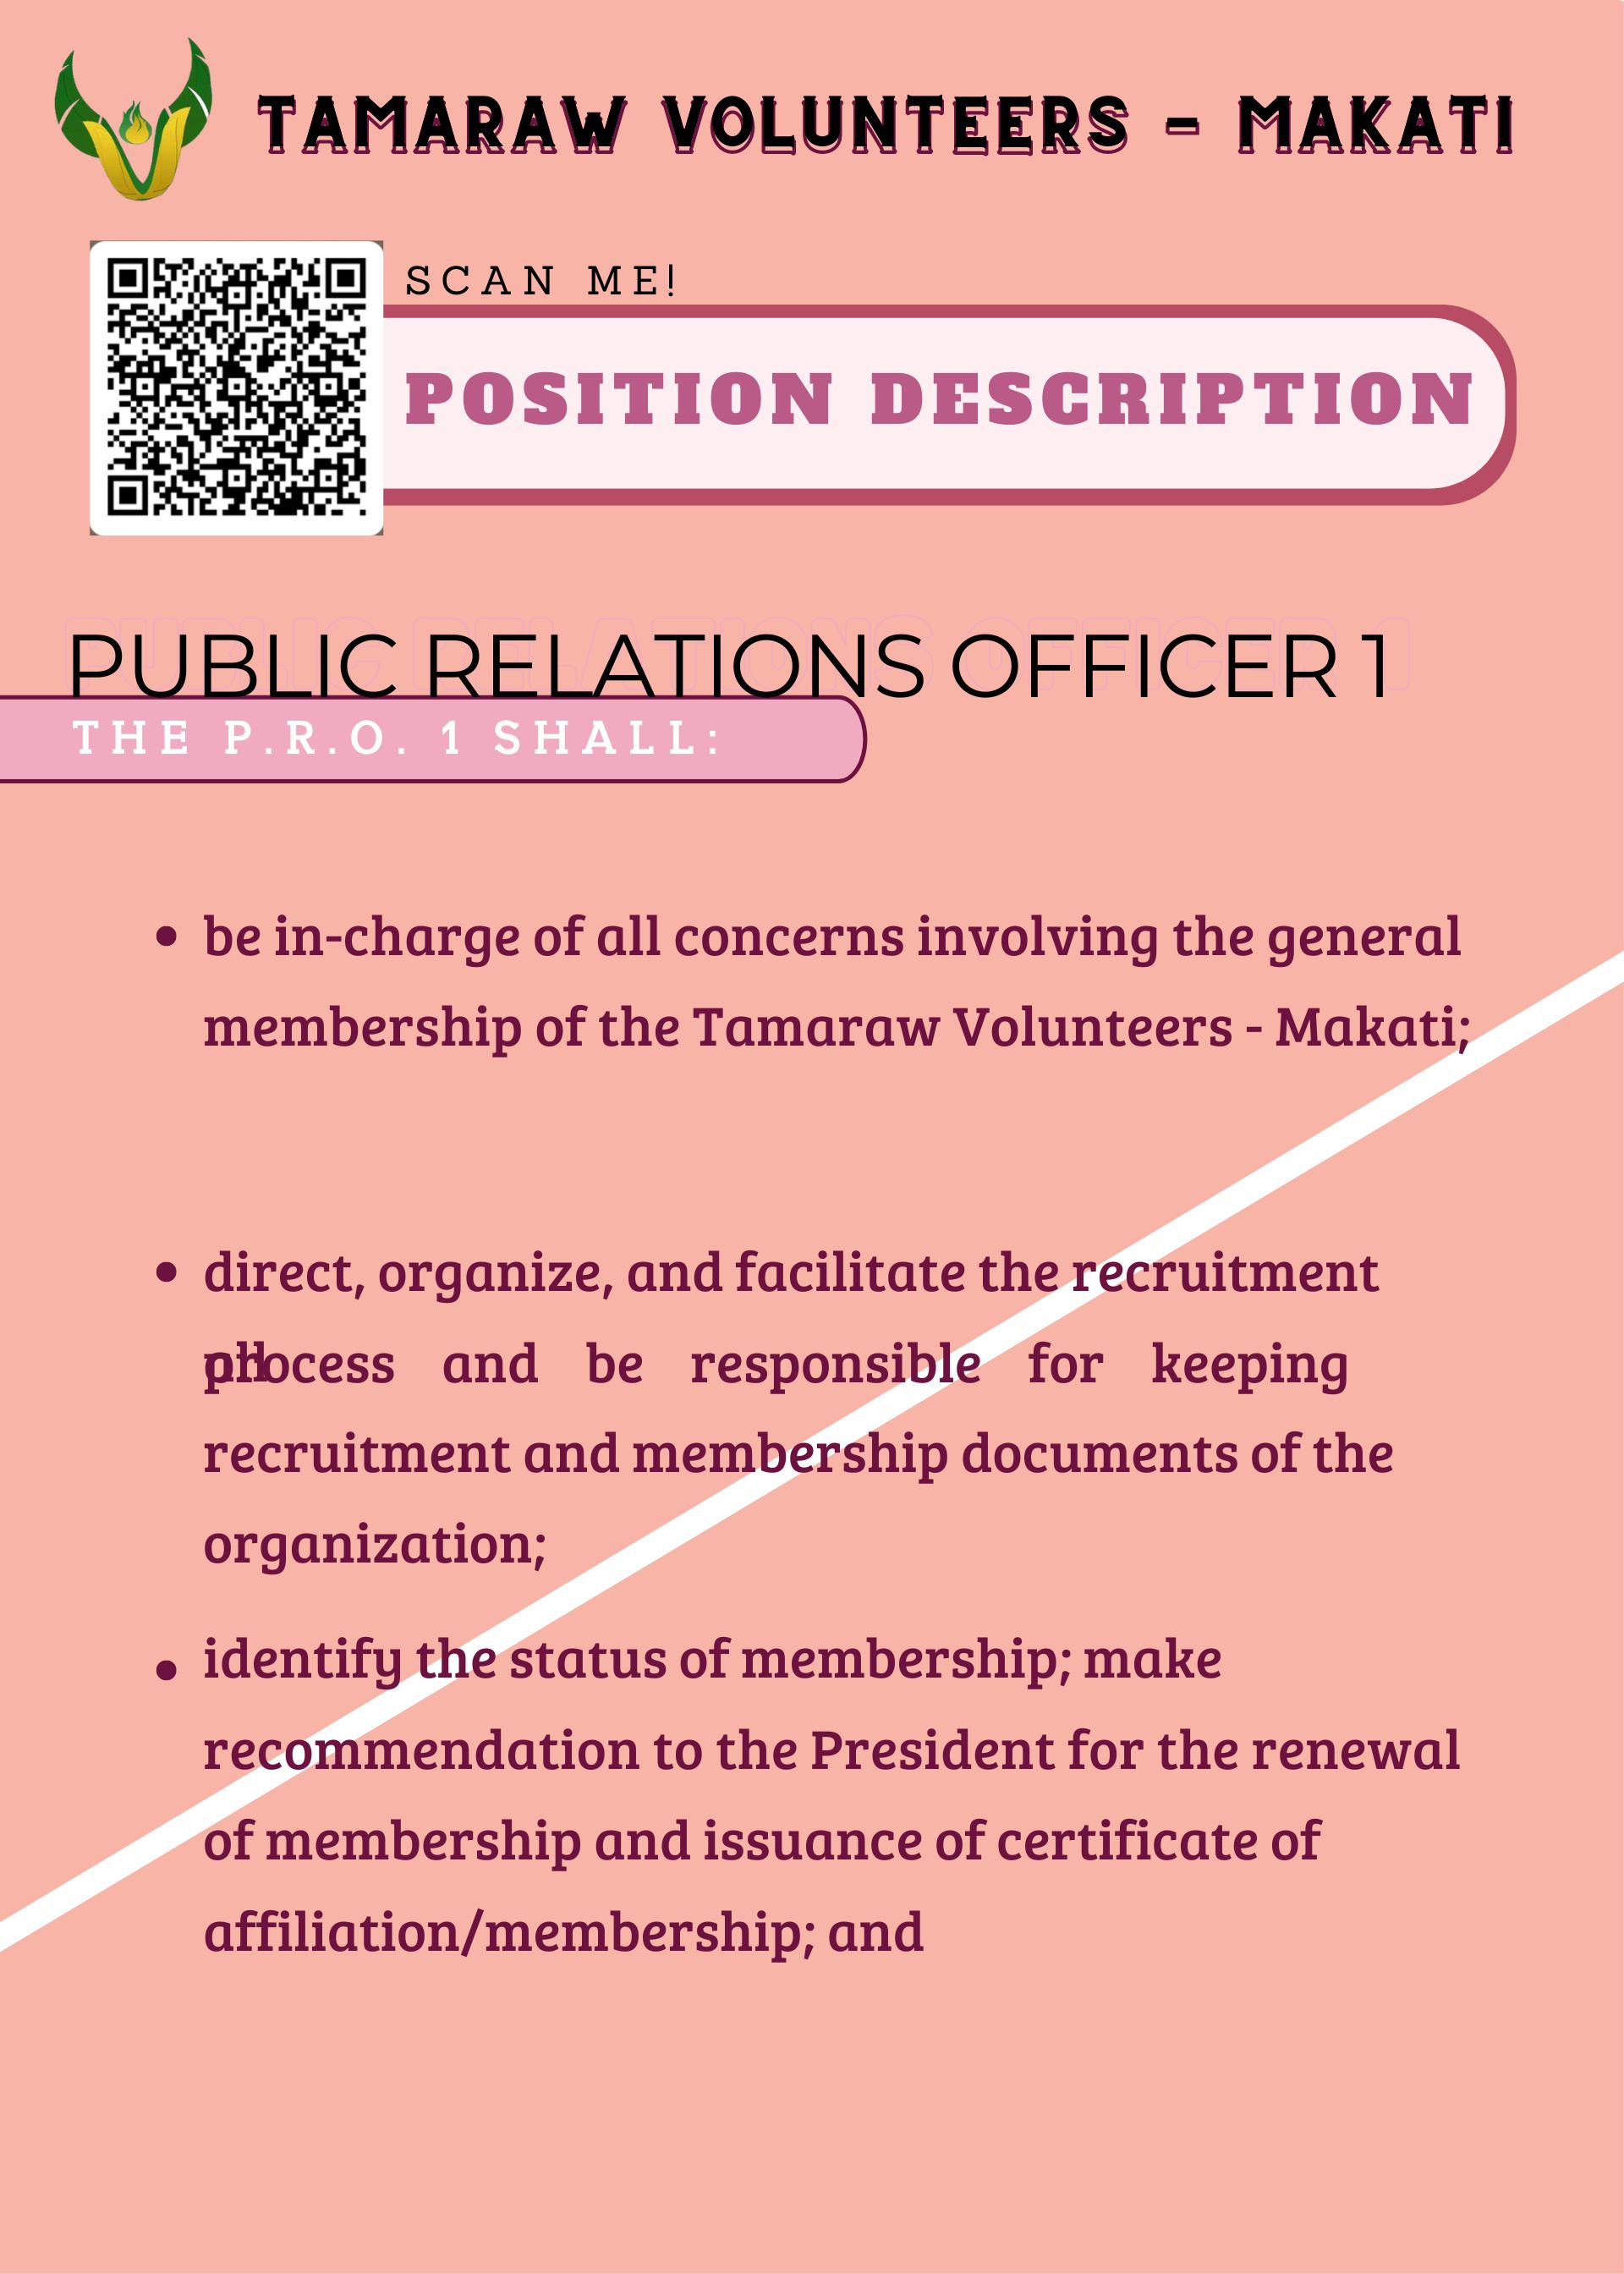 TAMARAW VOLUNTEERS - MAKATI
SCAN ME!
POSITION DESCRIPTION
PUBLIC RELATIONS OFFICER 1
THE P.R.O. 1 SHALL:
• be in-charge of all concerns involving the general
membership of the Tamaraw Volunteers - Makati;
• direct, organize, and facilitate the recruitment
process and be responsible for keeping
all
recruitment and membership documents of the
organization;
• identify the status of membership; make
recommendation to the President for the renewal
of membership and issuance of certificate of
affiliation/membership; and